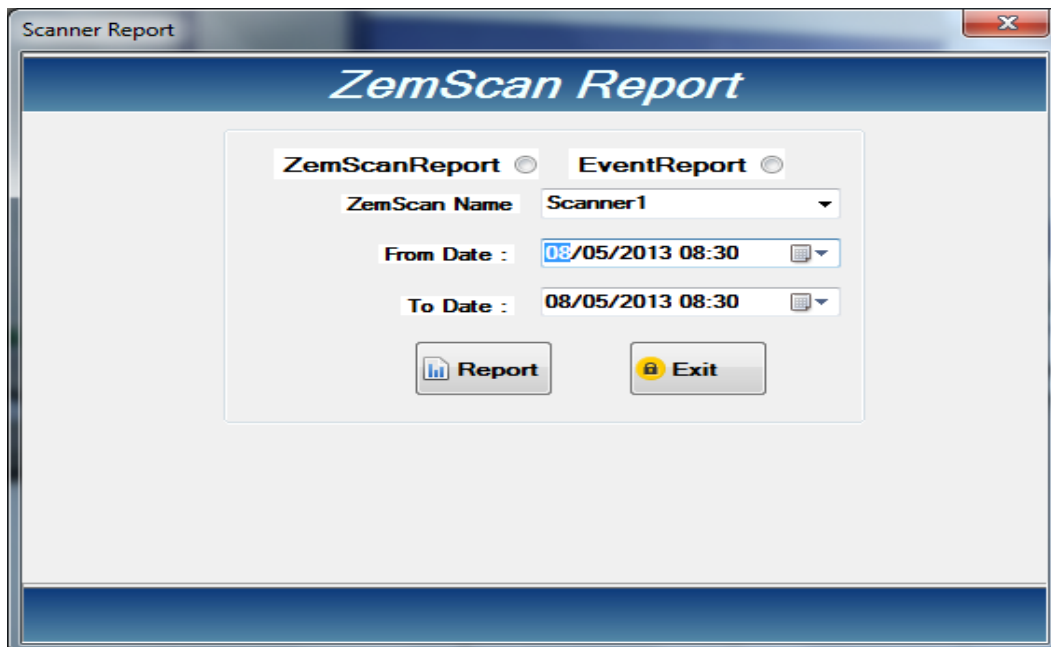 Scanner Report
ZemScan Report
ZemScanReport EventReport
ZemScan Name Scanner1
From Date : 08/05/2013 08:30
To Date : 08/05/2013 08:30
Report Exit